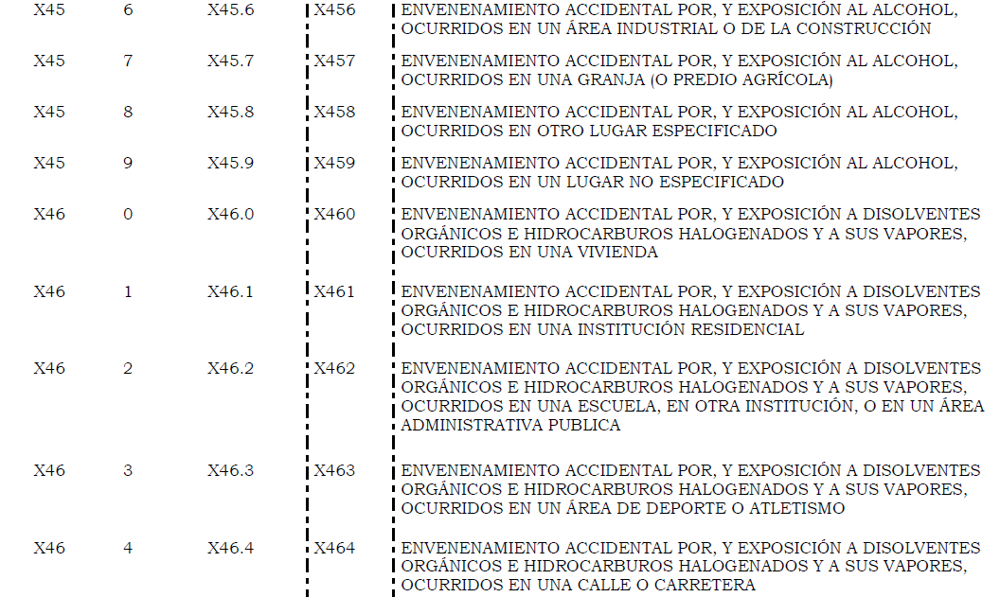 X45 6 X45.6 X456 ENVENENAMIENTO ACCIDENTAL POR, Y EXPOSICIÓN AL ALCOHOL,
OCURRIDOS EN UN ÁREA INDUSTRIAL O DE LA CONSTRUCCIÓN
X45 7 X45.7 X457 ENVENENAMIENTO ACCIDENTAL POR, Y EXPOSICIÓN AL ALCOHOL,
OCURRIDOS EN UNA GRANJA (O PREDIO AGRÍCOLA)
X45 8 X45.8 X458 ENVENENAMIENTO ACCIDENTAL POR, Y EXPOSICIÓN AL ALCOHOL,
OCURRIDOS EN OTRO LUGAR ESPECIFICADO
X45 9 X45.9 X459 ENVENENAMIENTO ACCIDENTAL POR, Y EXPOSICIÓN AL ALCOHOL,
OCURRIDOS EN UN LUGAR NO ESPECIFICADO
X46 0 X46.0 X460 ENVENENAMIENTO ACCIDENTAL POR, Y EXPOSICIÓN A DISOLVENTES
ORGÁNICOS E HIDROCARBUROS HALOGENADOS Y A SUS VAPORES,
OCURRIDOS EN UNA VIVIENDA
X46 1 X46.1 X461 ENVENENAMIENTO ACCIDENTAL POR, Y EXPOSICIÓN A DISOLVENTES
ORGÁNICOS E HIDROCARBUROS HALOGENADOS Y A SUS VAPORES,
OCURRIDOS EN UNA INSTITUCIÓN RESIDENCIAL
X46 2 X46.2 X462 ENVENENAMIENTO ACCIDENTAL POR, Y EXPOSICIÓN A DISOLVENTES
ORGÁNICOS E HIDROCARBUROS HALOGENADOS Y A SUS VAPORES,
OCURRIDOS EN UNA ESCUELA, EN OTRA INSTITUCIÓN, O EN UN ÁREA
ADMINISTRATIVA PUBLICA
X46 3 X46.3 X463 ENVENENAMIENTO ACCIDENTAL POR, Y EXPOSICIÓN A DISOLVENTES
ORGÁNICOS E HIDROCARBUROS HALOGENADOS Y A SUS VAPORES,
OCURRIDOS EN UN ÁREA DE DEPORTE O ATLETISMO
X46 4 X46.4 X464 ENVENENAMIENTO ACCIDENTAL POR, Y EXPOSICIÓN A DISOLVENTES
ORGÁNICOS E HIDROCARBUROS HALOGENADOS Y A SUS VAPORES,
OCURRIDOS EN UNA CALLE O CARRETERA